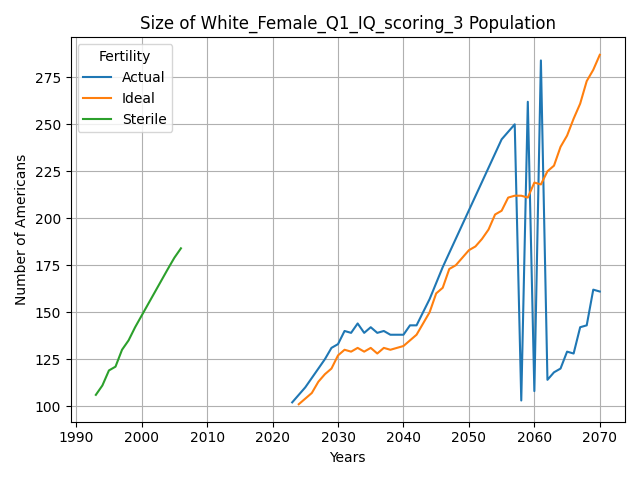 Size of White_Female_Q1_IQ_scoring_3 Population
Fertility
Actual
Ideal
Sterile
Number of Americans
275
250
225
200
175
150
125
100
1990 2000 2010 2020 2030 2040 2050 2060 2070
Years